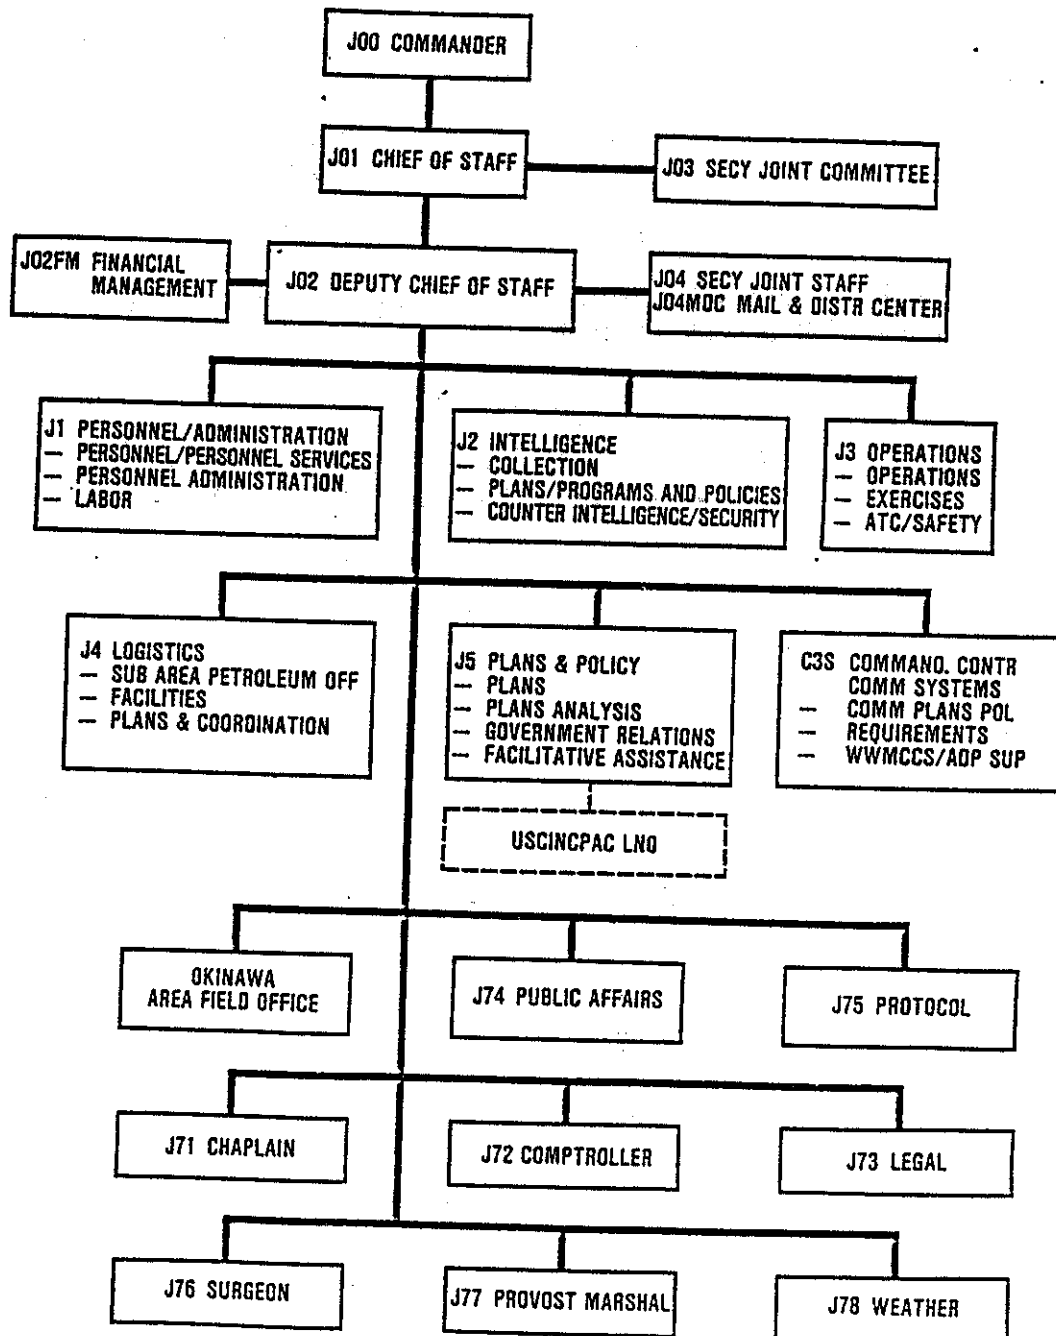 J00 COMMANDER
J01 CHIEF OF STAFF
J03 SECY JOINT COMMITTEE
J02FM FINANCIAL
MANAGEMENT
J02 DEPUTY CHIEF OF STAFF
J04 SECY JOINT STAFF
J04MDC MAIL & DISTR CENTER
J1 PERSONNEL/ADMINISTRATION
— PERSONNEL/PERSONNEL SERVICES
— PERSONNEL ADMINISTRATION
— LABOR
J2 INTELLIGENCE
— COLLECTION
— PLANS/PROGRAMS AND POLICIES
— COUNTER INTELLIGENCE/SECURITY
J3 OPERATIONS
— OPERATIONS
— EXERCISES
— ATC/SAFETY
J4 LOGISTICS
— SUB AREA PETROLEUM OFF
— FACILITIES
— PLANS & COORDINATION
J5 PLANS & POLICY
— PLANS
— PLANS ANALYSIS
— GOVERNMENT RELATIONS
— FACILITATIVE ASSISTANCE
C3S COMMAND. CONTR
COMM SYSTEMS
— COMM PLANS POL
— REQUIREMENTS
— WWMCCS/ADP SUP
USCINCPAC LNO
OKINAWA
AREA FIELD OFFICE
J74 PUBLIC AFFAIRS
J75 PROTOCOL
J71 CHAPLAIN
J72 COMPTROLLER
J73 LEGAL
J76 SURGEON
J77 PROVOST MARSHAL
J78 WEATHER